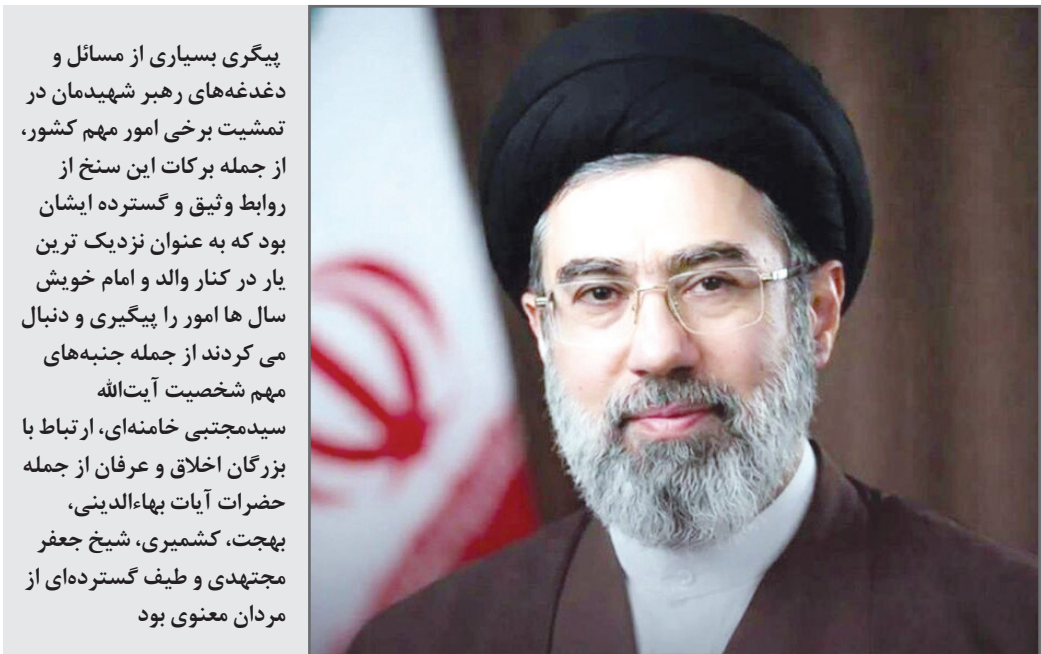 پیگری بسیاری از مسائل و
دغدغه‌های رهبر شهیدمان در
تمشیت برخی امور مهم کشور،
از جمله برکات این سنخ از
روابط وثیق و گسترده ایشان
بود که به عنوان نزدیک ترین
یار در کنار والد و امام خویش
سال ها امور را پیگیری و دنبال
می کردند از جمله جنبه‌های
مهم شخصیت آیت‌الله
سیدمجتبی خامنه‌ای، ارتباط با
بزرگان اخلاق و عرفان از جمله
حضرات آیات بهاءالدینی،
بهجت، کشمیری، شیخ جعفر
مجتهدی و طیف گسترده‌ای از
مردان معنوی بود